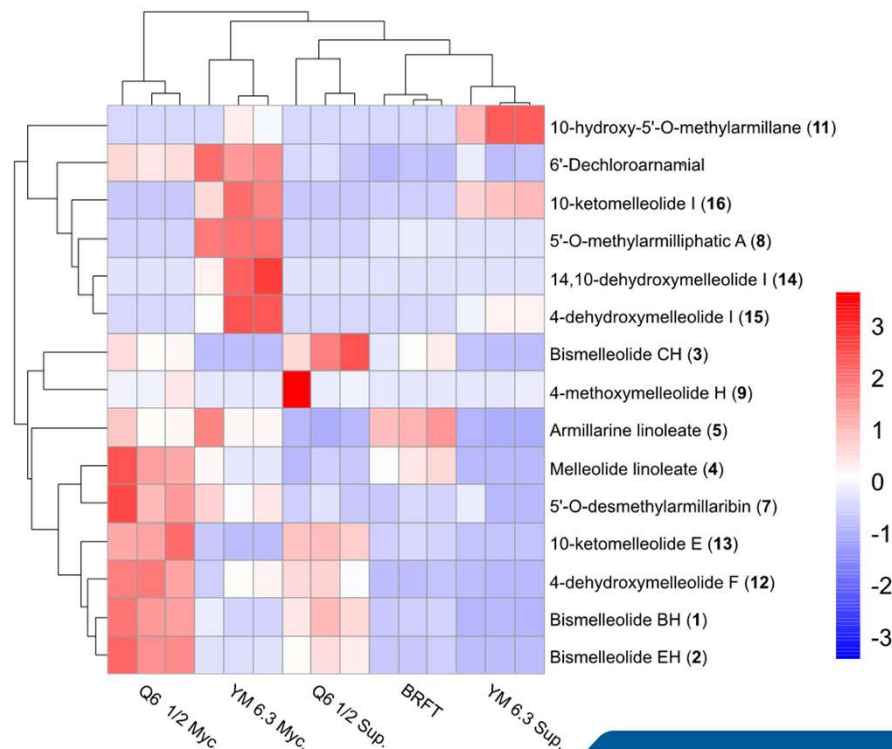 10-hydroxy-5'-O-methylarmillane (11)
6'-Dechloroarnamial
10-ketomelleolide I (16)
5'-O-methylarmilliphatic A (8)
14,10-dehydroxymelleolide I (14)
4-dehydroxymelleolide I (15)
Bismelleolide CH (3)
4-methoxymelleolide H (9)
Armillarine linoleate (5)
Melleolide linoleate (4)
5'-O-desmethylarmillaribin (7)
10-ketomelleolide E (13)
4-dehydroxymelleolide F (12)
Bismelleolide BH (1)
Bismelleolide EH (2)
3
2
1
0
-1
-2
-3
Q6 1/2 Myc.
YM 6.3 Myc.
Q6 1/2 Sup.
BRFT
YM 6.3 Sup.